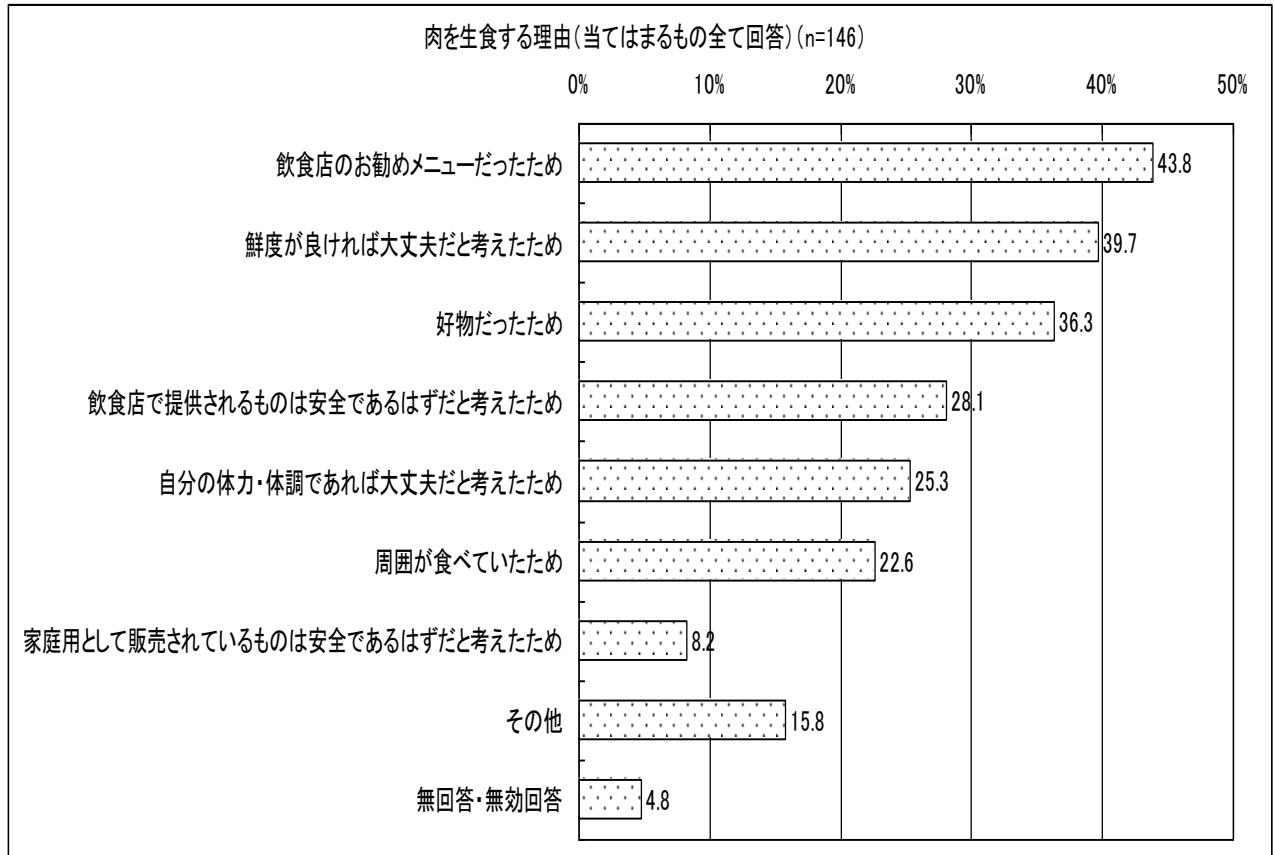 肉を生食する理由(当てはまるもの全て回答)(n=146)
0% 10% 20% 30% 40% 50%
飲食店のお勧めメニューだったため 43.8
鮮度が良ければ大丈夫だと考えたため 39.7
好物だったため 36.3
飲食店で提供されるものは安全であるはずだと考えたため 28.1
自分の体力・体調であれば大丈夫だと考えたため 25.3
周囲が食べていたため 22.6
家庭用として販売されているものは安全であるはずだと考えたため 8.2
その他 15.8
無回答・無効回答 4.8